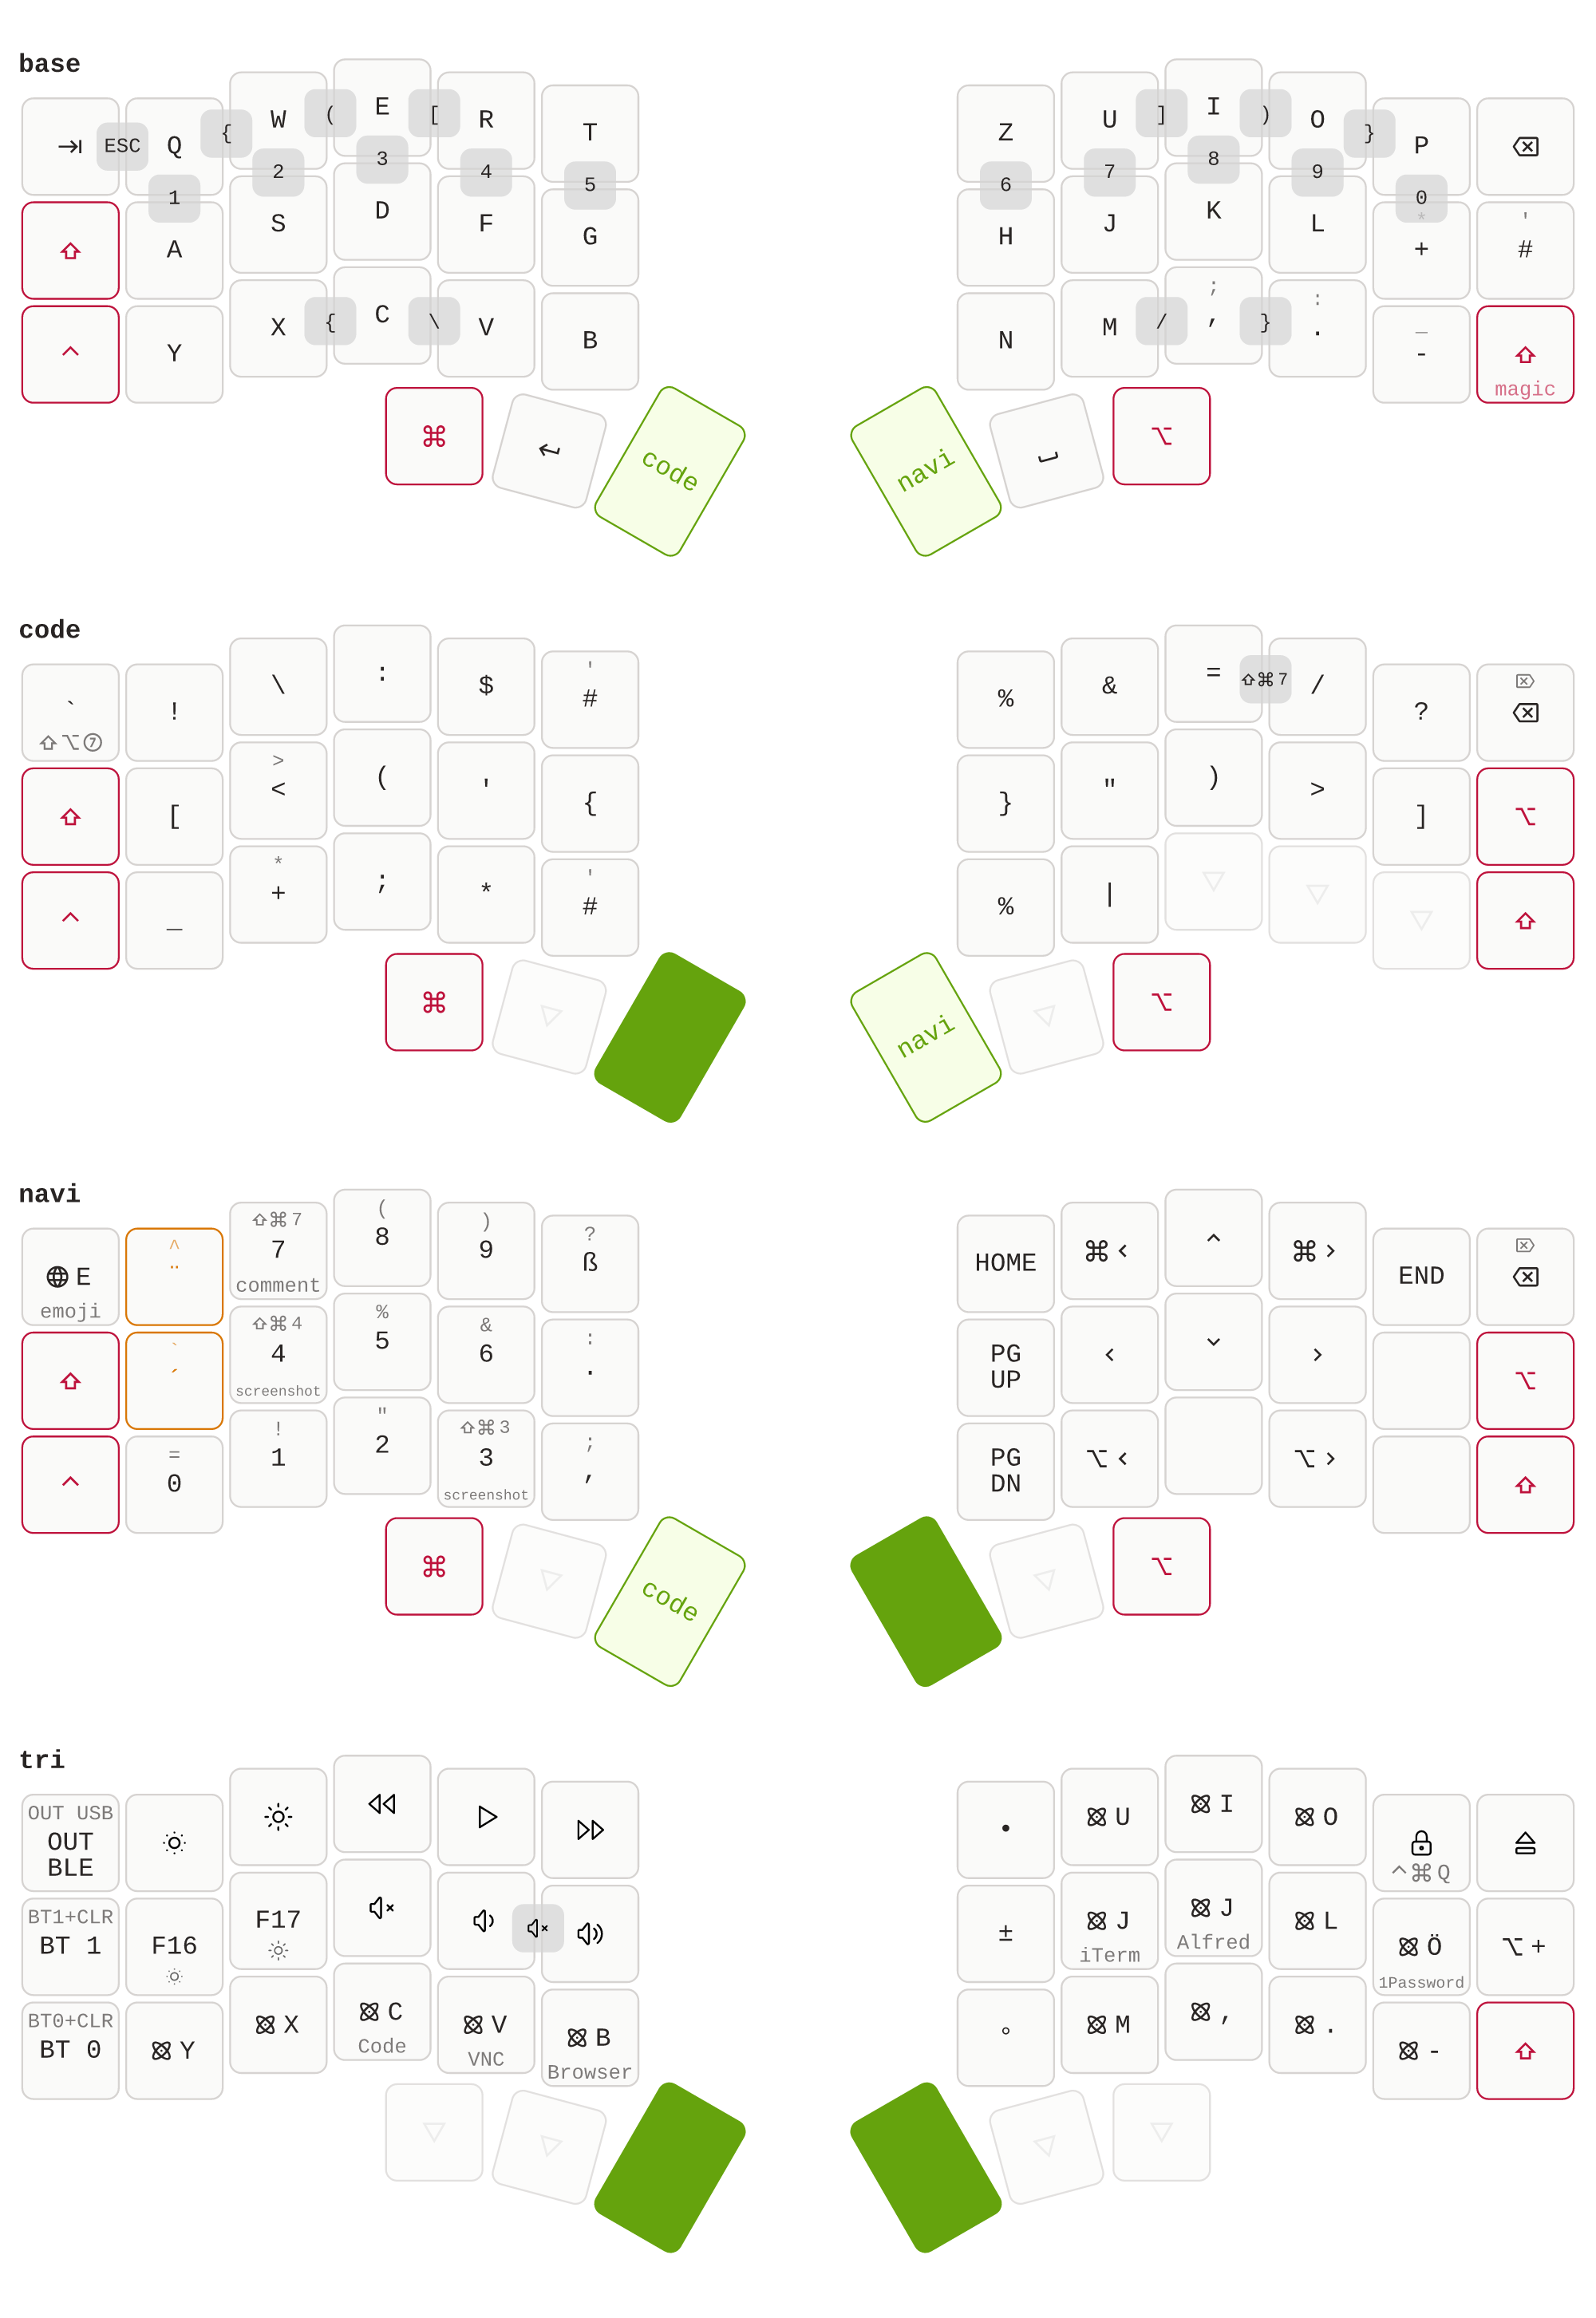 base
⇥ ESC Q { W ( E [ R T Z U ] I ) O } P ⌫
1 2 3 4 5 6 7 8 9 0
⇧ A S D F G H J K L * + ' #
^ Y X { C \ V B N M / ; , } : . _ - ⇧ magic
⌘ ↵ code navi ⎵ ⌥
code
` ⇧⌥⑦ ! \ : $ ' # % & = ⇧⌘7 / ? ⌦ ⌫
⇧ [ > < ( ' { } " ) > ] ⌥
^ _ * + ; * ' # % | ▽ ▽ ▽ ⇧
⌘ ▽ navi ▽ ⌥
navi
🌐 E emoji ^ ¨ ⇧⌘7 7 comment ( 8 ) 9 ? ß HOME ⌘ < ^ ⌘ > END ⌦ ⌫
⇧ ` ´ ⇧⌘4 4 screenshot % 5 & 6 : . PG UP < ⌄ > ⌥
^ = 0 ! 1 " 2 ⇧⌘3 3 screenshot ; , PG DN ⌥ < ⌥ > ⇧
⌘ ▽ code ▽ ⌥
tri
OUT USB
OUT
BLE
• U I O ^⌘Q ⏏
BT1+CLR
BT 1 F16 F17 ± J iTerm J Alfred L Ö 1Password ⌥ +
BT0+CLR
BT 0 Y X C Code V VNC B Browser ° M , . - ⇧
▽ ▽ ▽ ▽